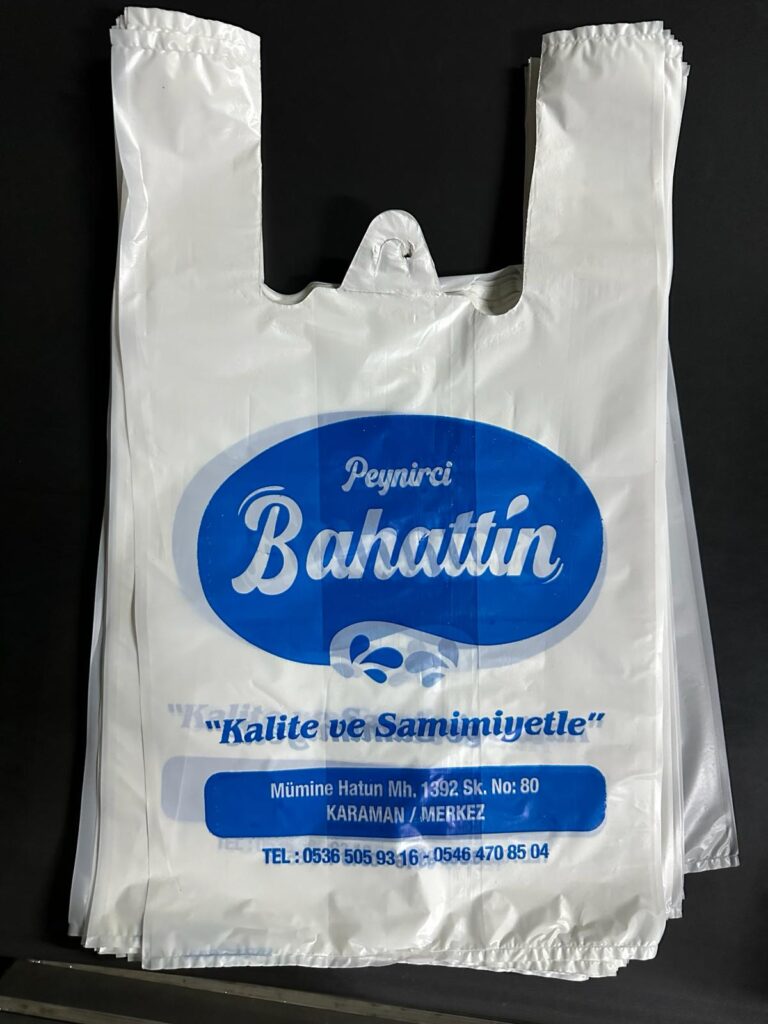 Peynirci
Bahattin
"Kalite ve Samimiyetle"
Mümine Hatun Mh. 1392 Sk. No: 80
KARAMAN / MERKEZ
TEL : 0536 505 93 16 - 0546 470 85 04